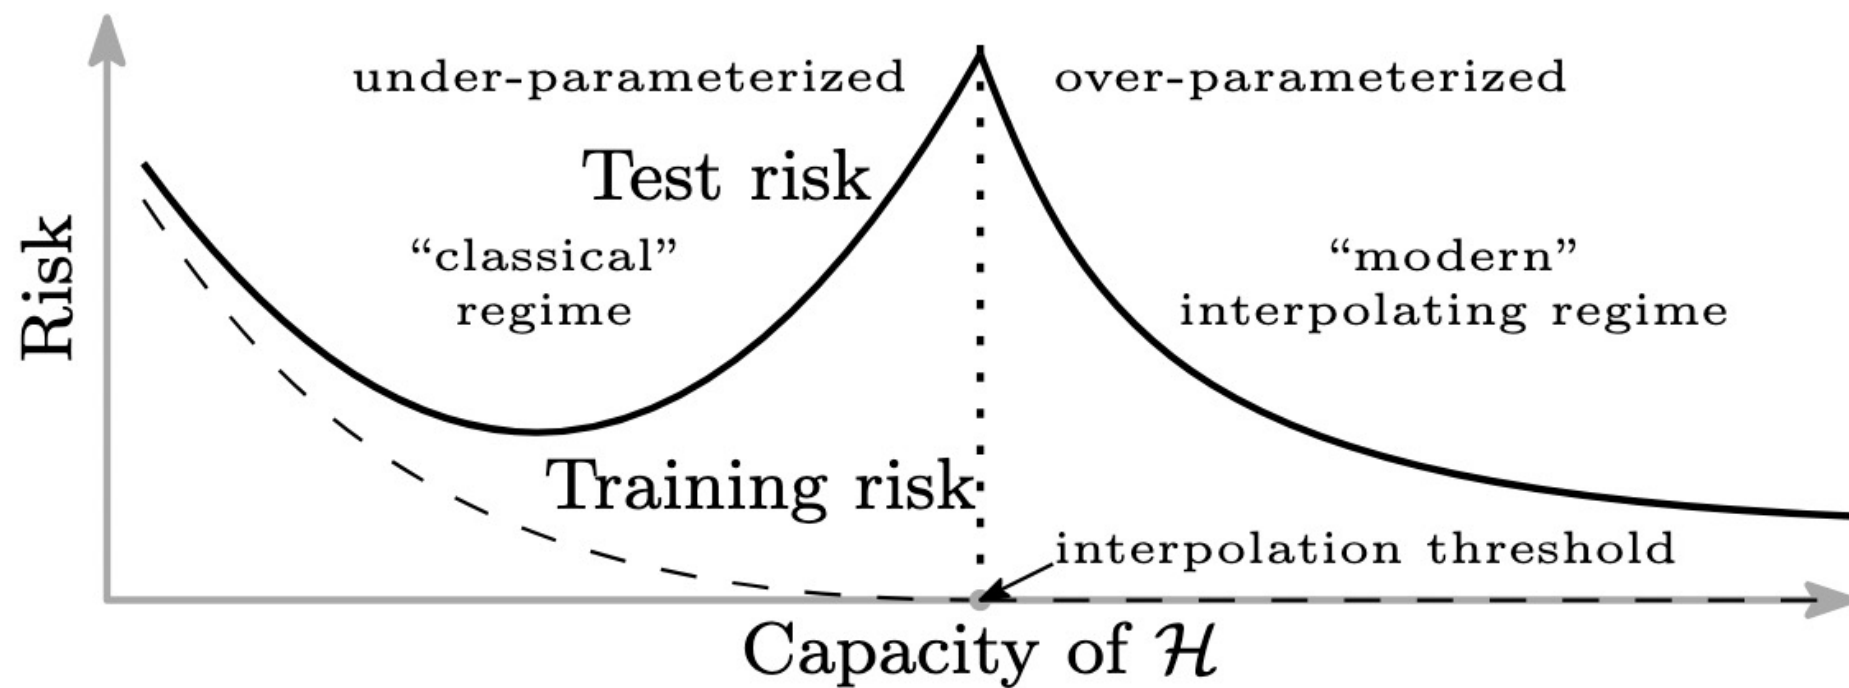 under-parameterized
over-parameterized
Test risk
“classical”
regime
“modern”
interpolating regime
Risk
Training risk
interpolation threshold
Capacity of ℋ